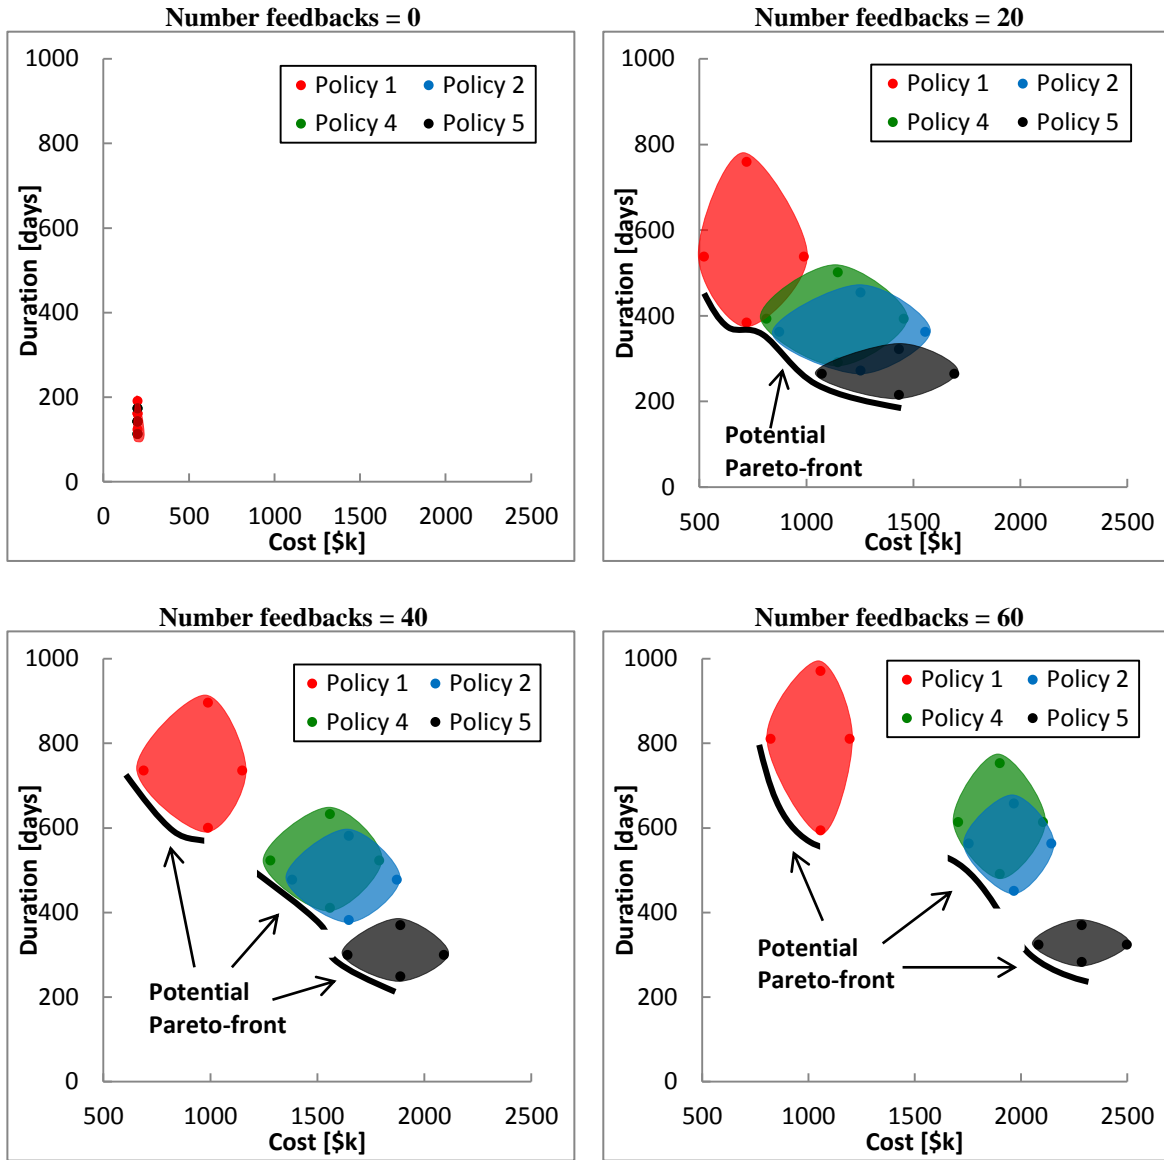 Number feedbacks = 0
1000
800
600
400
200
0
Duration [days]
Policy 1
Policy 2
Policy 4
Policy 5
0
500
1000
1500
2000
2500
Cost [$k]
Number feedbacks = 20
1000
800
600
400
200
0
Duration [days]
Policy 1
Policy 2
Policy 4
Policy 5
Potential
Pareto-front
500
1000
1500
2000
2500
Cost [$k]
Number feedbacks = 40
1000
800
600
400
200
0
Duration [days]
Policy 1
Policy 2
Policy 4
Policy 5
Potential
Pareto-front
500
1000
1500
2000
2500
Cost [$k]
Number feedbacks = 60
1000
800
600
400
200
0
Duration [days]
Policy 1
Policy 2
Policy 4
Policy 5
Potential
Pareto-front
500
1000
1500
2000
2500
Cost [$k]